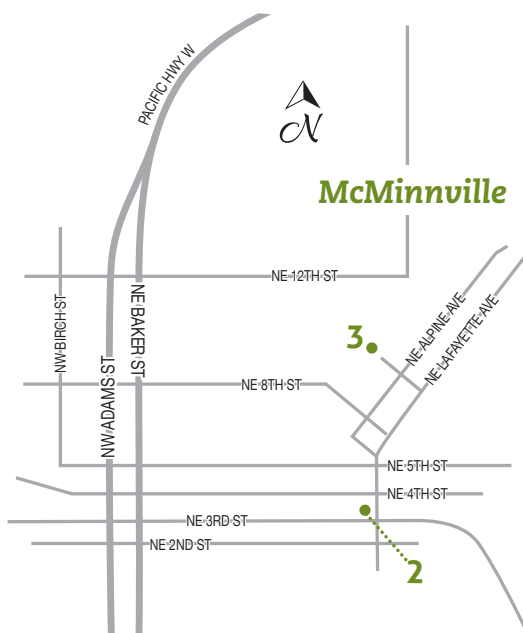 PACIFIC HWY W
N
McMinnville
NE 12TH ST
NW BIRCH ST
NE BAKER ST
NW ADAMS ST
NE ALPINE AVE
NE LAFAYETTE AVE
3
NE 8TH ST
NE 5TH ST
NE 4TH ST
NE 3RD ST
NE 2ND ST
2